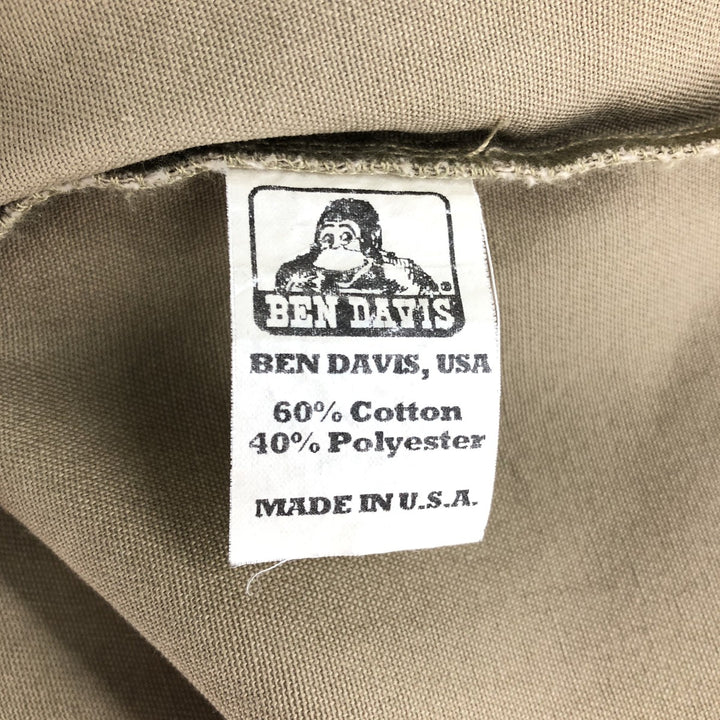 BEN DAVIS ®
BEN DAVIS, USA
60% Cotton
40% Polyester
MADE IN U.S.A.